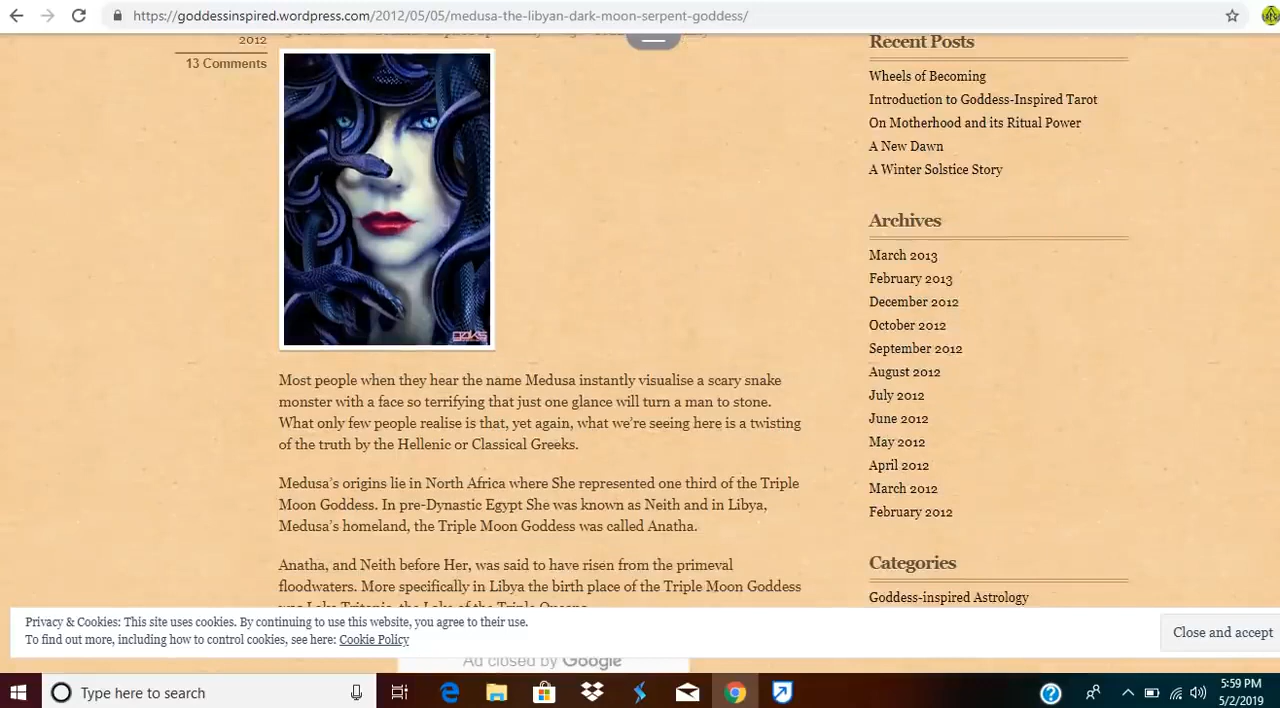 https://goddessinspired.wordpress.com/2012/05/05/medusa-the-libyan-dark-moon-serpent-goddess/
2012
13 Comments
Most people when they hear the name Medusa instantly visualise a scary snake
monster with a face so terrifying that just one glance will turn a man to stone.
What only few people realise is that, yet again, what we’re seeing here is a twisting
of the truth by the Hellenic or Classical Greeks.
Medusa’s origins lie in North Africa where She represented one third of the Triple
Moon Goddess. In pre-Dynastic Egypt She was known as Neith and in Libya,
Medusa’s homeland, the Triple Moon Goddess was called Anatha.
Anatha, and Neith before Her, was said to have risen from the primeval
floodwaters. More specifically in Libya the birth place of the Triple Moon Goddess
was Lake Tritonis, the Lake of the Triple Queens.
Recent Posts
Wheels of Becoming
Introduction to Goddess-Inspired Tarot
On Motherhood and its Ritual Power
A New Dawn
A Winter Solstice Story
Archives
March 2013
February 2013
December 2012
October 2012
September 2012
August 2012
July 2012
June 2012
May 2012
April 2012
March 2012
February 2012
Categories
Goddess-inspired Astrology
Privacy & Cookies: This site uses cookies. By continuing to use this website, you agree to their use.
To find out more, including how to control cookies, see here: Cookie Policy
Close and accept
Ad closed by Google
Type here to search
5:59 PM
5/2/2019